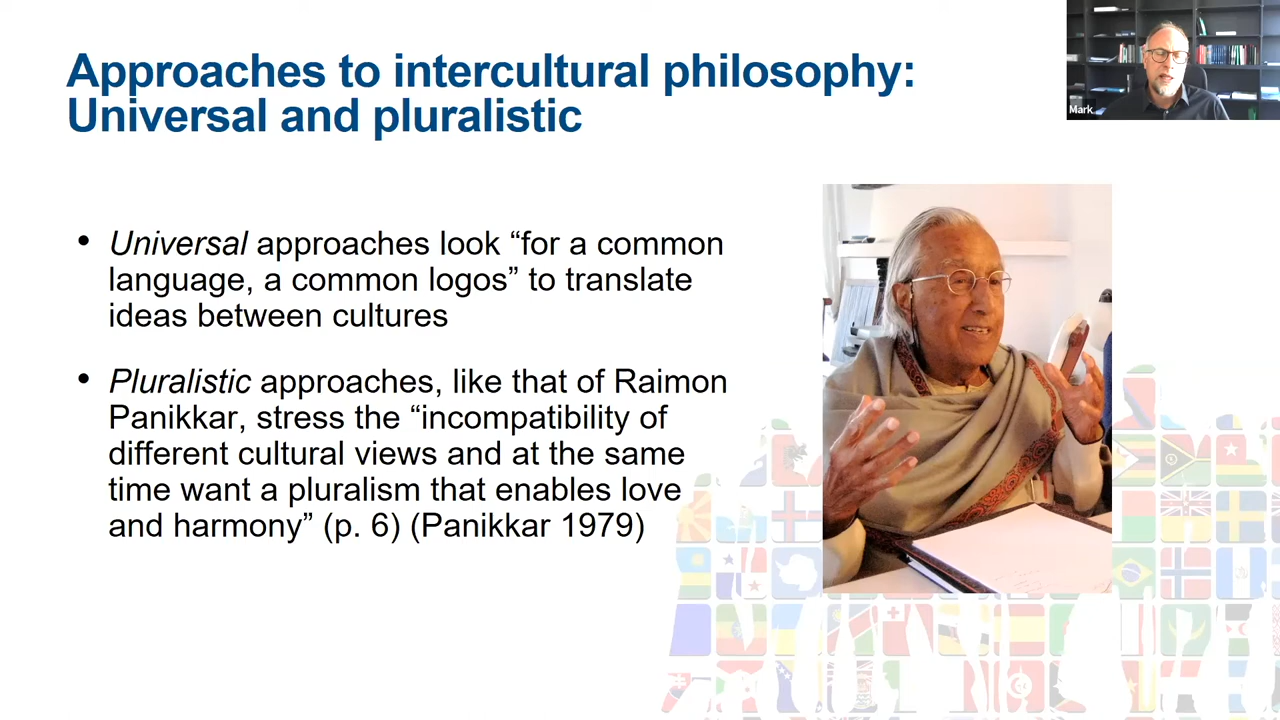 Approaches to intercultural philosophy:
Universal and pluralistic
Mark
• Universal approaches look “for a common
language, a common logos” to translate
ideas between cultures
• Pluralistic approaches, like that of Raimon
Panikkar, stress the “incompatibility of
different cultural views and at the same
time want a pluralism that enables love
and harmony” (p. 6) (Panikkar 1979)